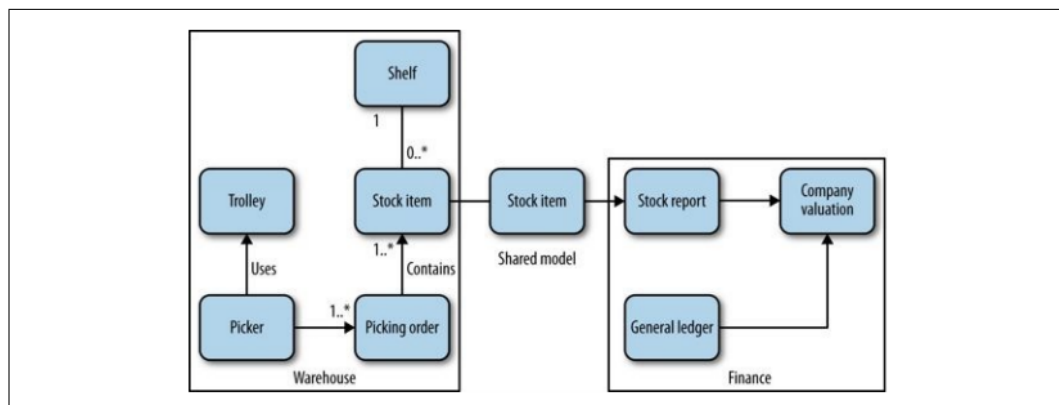 Shelf
1
0..*
Trolley
Stock item
Stock item
Stock report
Company
valuation
Shared model
1..*
Uses
Contains
1..*
Picker
Picking order
General ledger
Warehouse
Finance